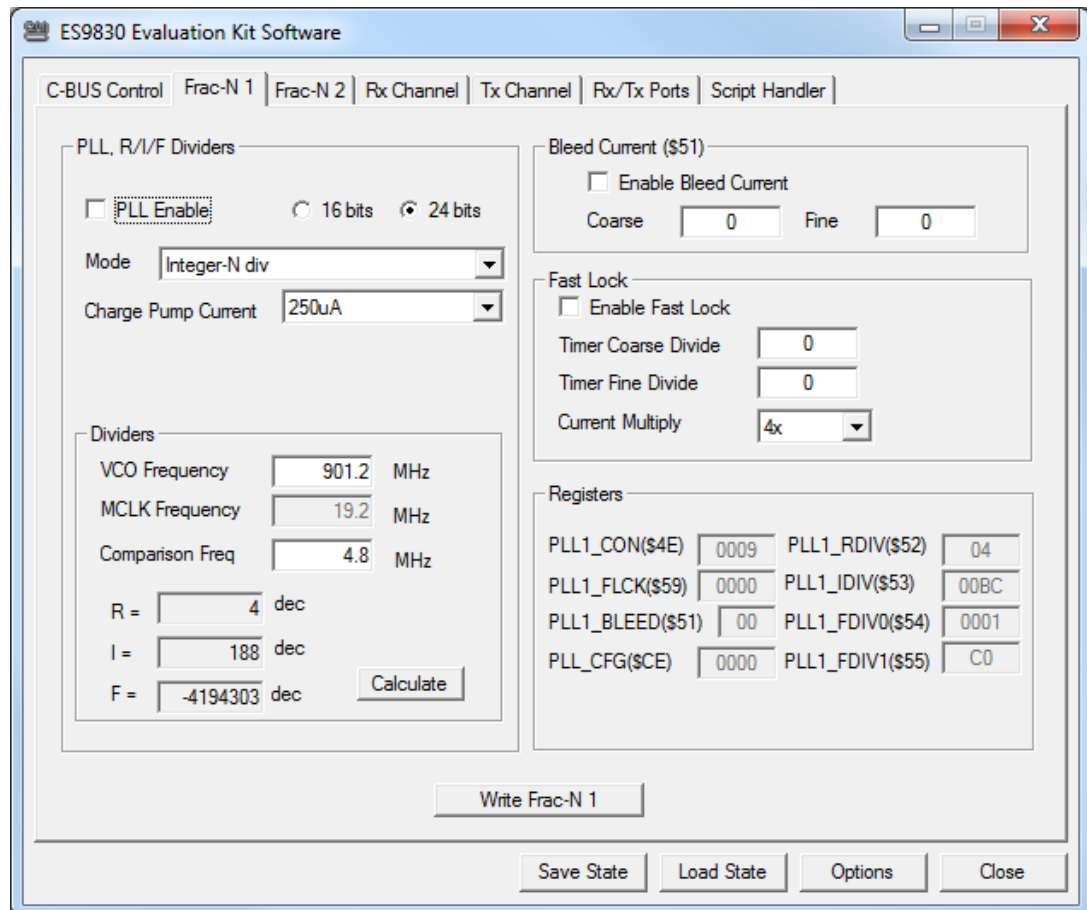 ES9830 Evaluation Kit Software
C-BUS Control Frac-N 1 Frac-N 2 Rx Channel Tx Channel Rx/Tx Ports Script Handler
PLL, R/I/F Dividers
PLL Enable 16 bits 24 bits
Mode Integer-N div
Charge Pump Current 250uA
Dividers
VCO Frequency 901.2 MHz
MCLK Frequency 19.2 MHz
Comparison Freq 4.8 MHz
R = 4 dec
I = 188 dec
F = -4194303 dec Calculate
Bleed Current ($51)
Enable Bleed Current
Coarse 0 Fine 0
Fast Lock
Enable Fast Lock
Timer Coarse Divide 0
Timer Fine Divide 0
Current Multiply 4x
Registers
PLL1_CON($4E) 0009 PLL1_RDIV($52) 04
PLL1_FLCK($59) 0000 PLL1_IDIV($53) 00BC
PLL1_BLEED($51) 00 PLL1_FDIV0($54) 0001
PLL_CFG($CE) 0000 PLL1_FDIV1($55) C0
Write Frac-N 1
Save State Load State Options Close